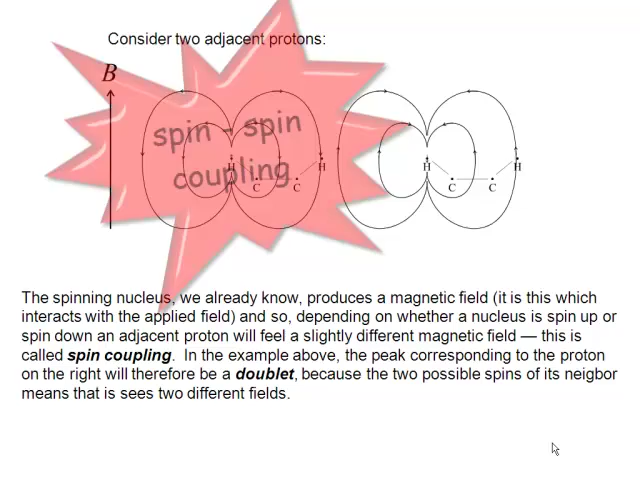 Consider two adjacent protons:
B
spin - spin
coupling
H
C
C
H
H
C
C
H
The spinning nucleus, we already know, produces a magnetic field (it is this which
interacts with the applied field) and so, depending on whether a nucleus is spin up or
spin down an adjacent proton will feel a slightly different magnetic field — this is
called spin coupling. In the example above, the peak corresponding to the proton
on the right will therefore be a doublet, because the two possible spins of its neigbor
means that is sees two different fields.